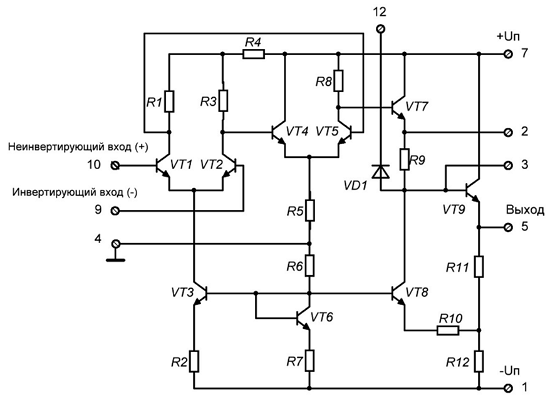 12
+Uп
R4
7
R1
R3
R8
VT7
VT4
VT5
2
Неинвертирующий вход (+)
10
VT1
VT2
R9
VD1
3
Инвертирующий вход (-)
9
VT9
R5
Выход
5
4
R6
R11
VT3
VT8
VT6
R10
R2
R7
R12
-Uп
1